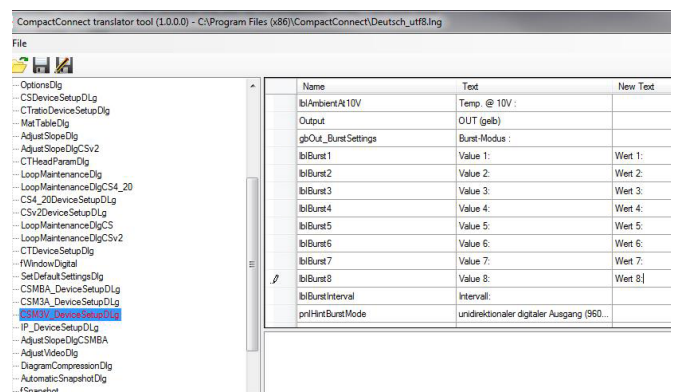 CompactConnect translator tool (1.0.0.0) - C:\Program Files (x86)\CompactConnect\Deutsch_utf8.lng
File
OptionsDlg
CSDeviceSetupDLg
CTratioDeviceSetupDlg
MatTableDlg
AdjustSlopeDlg
AdjustSlopeDlgCSv2
CTHeadParamDlg
LoopMaintenanceDlg
LoopMaintenanceDlgCS4_20
CS4_20DeviceSetupDLg
CSv2DeviceSetupDLg
LoopMaintenanceDlgCS
LoopMaintenanceDlgCSv2
CTDeviceSetupDlg
fWindowDigital
SetDefaultSettingsDlg
CSMBA_DeviceSetupDLg
CSM3A_DeviceSetupDLg
CSM3V_DeviceSetupDLg
IP_DeviceSetupDLg
AdjustSlopeDlgCSMBA
AdjustVideoDlg
DiagramCompressionDlg
AutomaticSnapshotDlg
fSnapshot
Name Text New Text
lblAmbientAt10V Temp. @ 10V :
Output OUT (gelb)
gbOut_BurstSettings Burst-Modus :
lblBurst1 Value 1: Wert 1:
lblBurst2 Value 2: Wert 2:
lblBurst3 Value 3: Wert 3:
lblBurst4 Value 4: Wert 4:
lblBurst5 Value 5: Wert 5:
lblBurst6 Value 6: Wert 6:
lblBurst7 Value 7: Wert 7:
lblBurst8 Value 8: Wert 8:
lblBurstInterval Intervall:
pnlHintBurstMode unidirektionaler digitaler Ausgang (960...